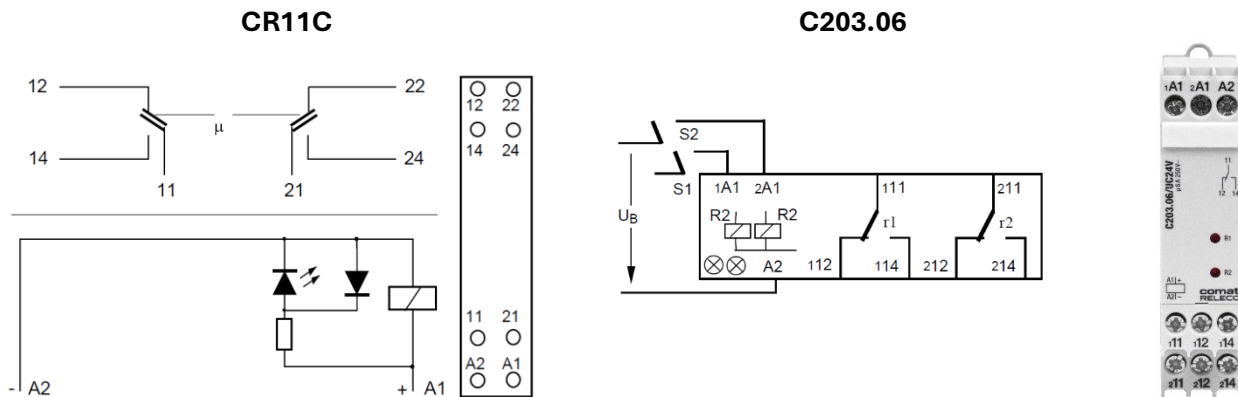 CR11C
C203.06
12
22
μ
14
24
11
21
- A2
+ A1
12 22
14 24
11 21
A2 A1
S2
S1
1A1 2A1
111
211
UB
R2 R2
r1
r2
A2
112
114
212
214
1A1 2A1 A2
C203.06/UC24V
µ5A 250V~
11
12 14
R1
R2
A1 +
A2 -
comat
RELECO
111 112 114
211 212 214